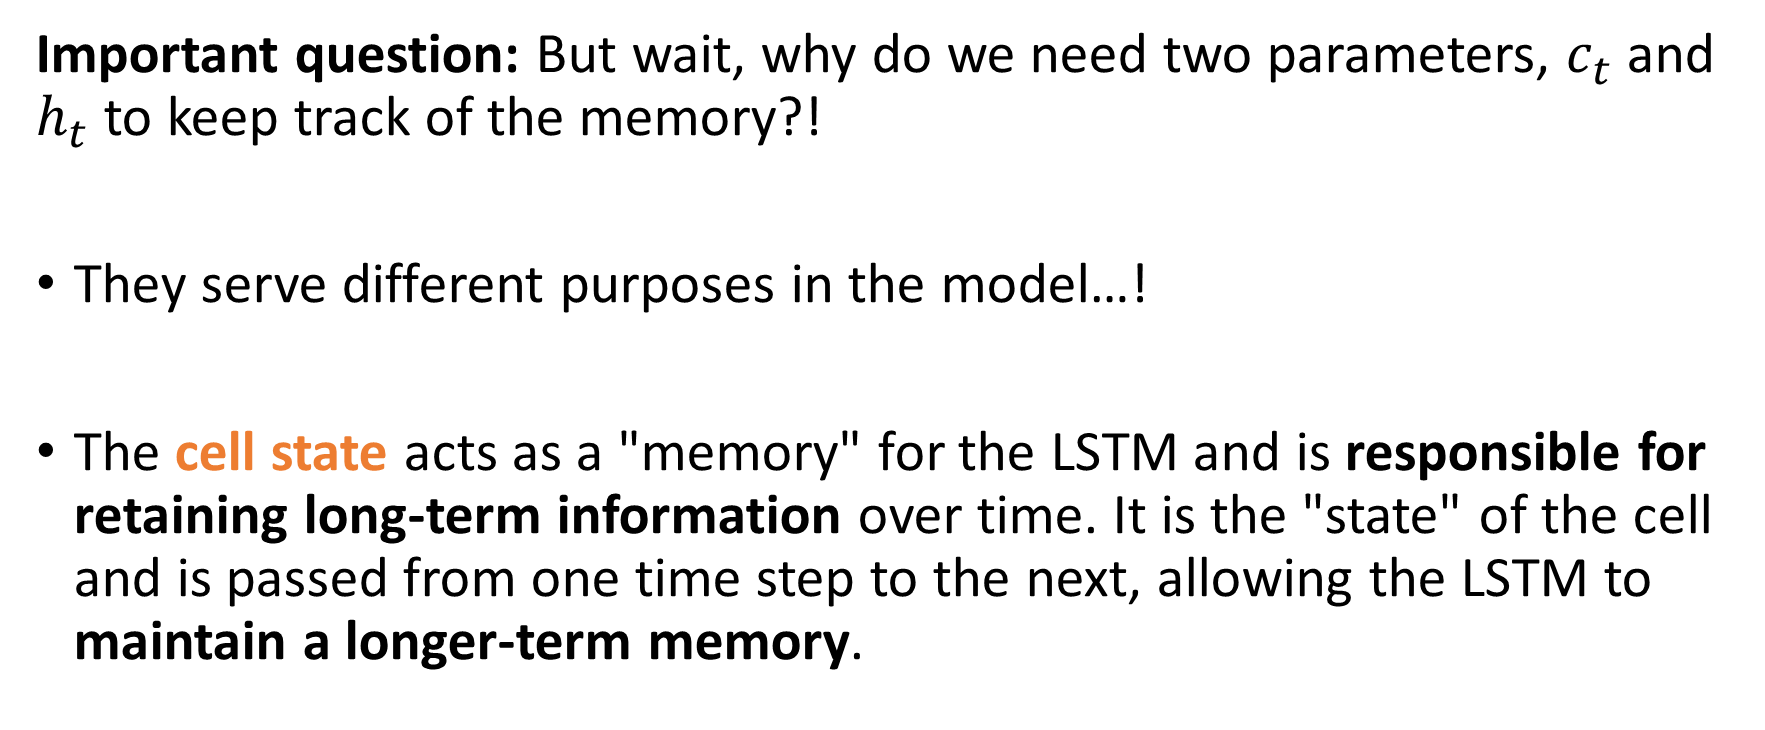 Important question: But wait, why do we need two parameters, c_t and
h_t to keep track of the memory?!
• They serve different purposes in the model...!
• The cell state acts as a "memory" for the LSTM and is responsible for
retaining long-term information over time. It is the "state" of the cell
and is passed from one time step to the next, allowing the LSTM to
maintain a longer-term memory.